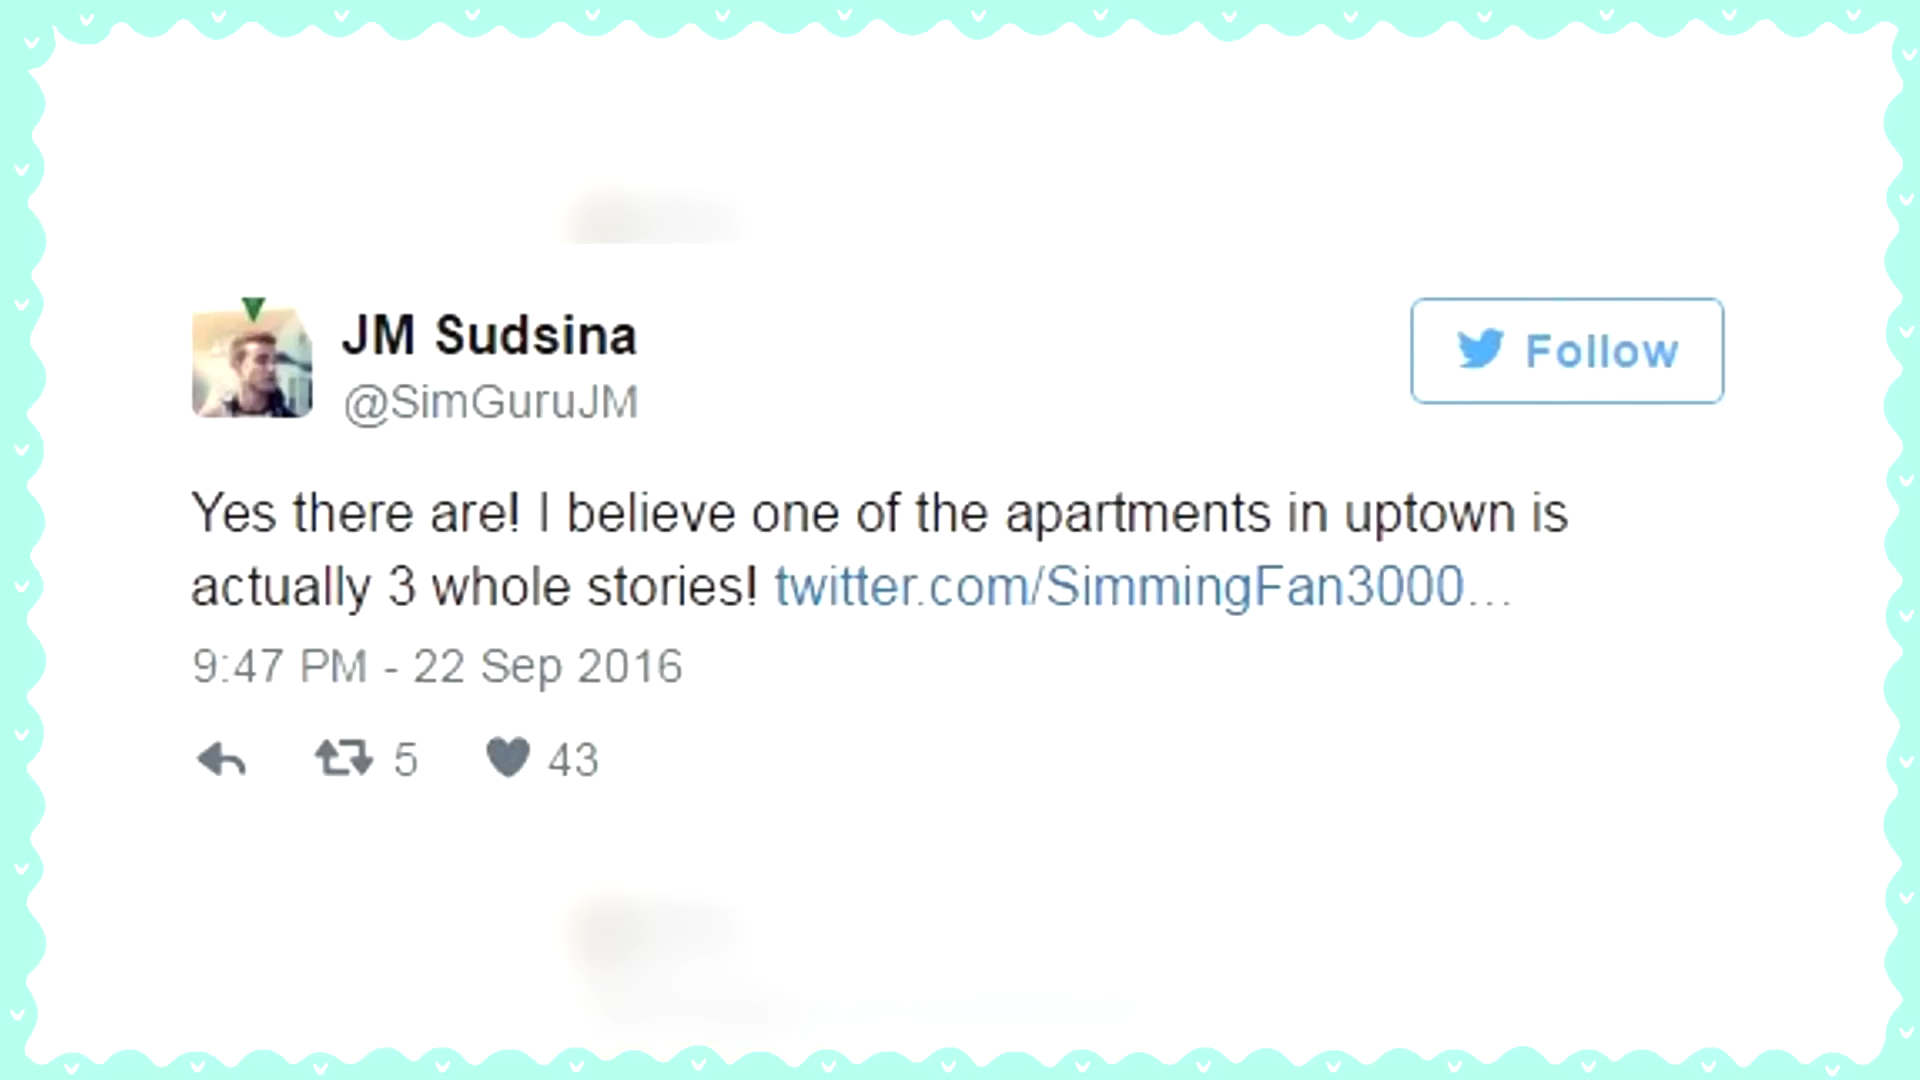 JM Sudsina
@SimGuruJM
Follow
Yes there are! I believe one of the apartments in uptown is
actually 3 whole stories! twitter.com/SimmingFan3000...
9:47 PM - 22 Sep 2016
5 43